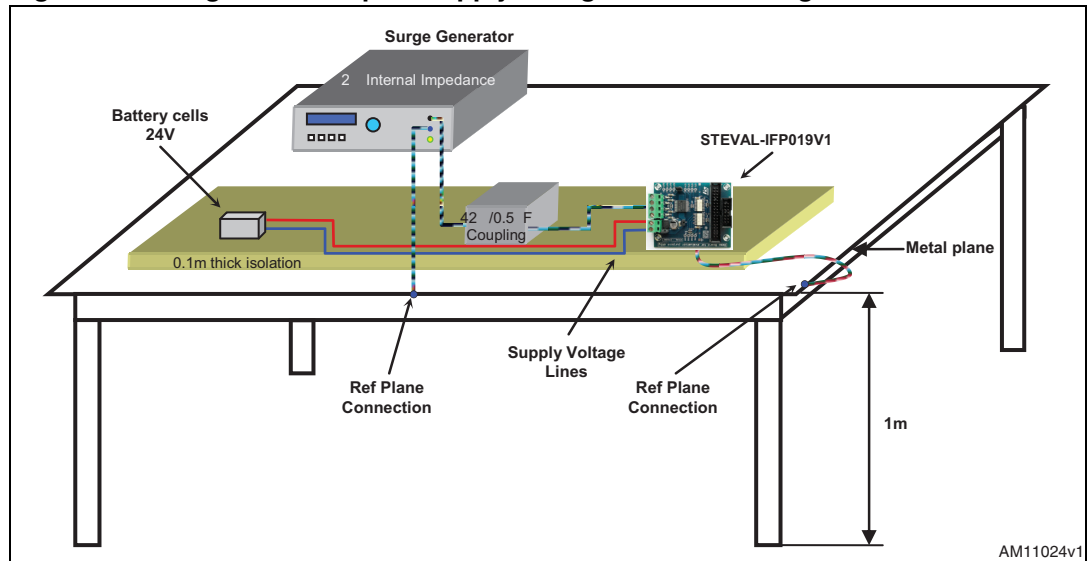 Surge Generator
2 Internal Impedance
Battery cells
24V
STEVAL-IFP019V1
42 /0.5 F
Coupling
Metal plane
0.1m thick isolation
Supply Voltage
Lines
Ref Plane
Connection
Ref Plane
Connection
1m
AM11024v1